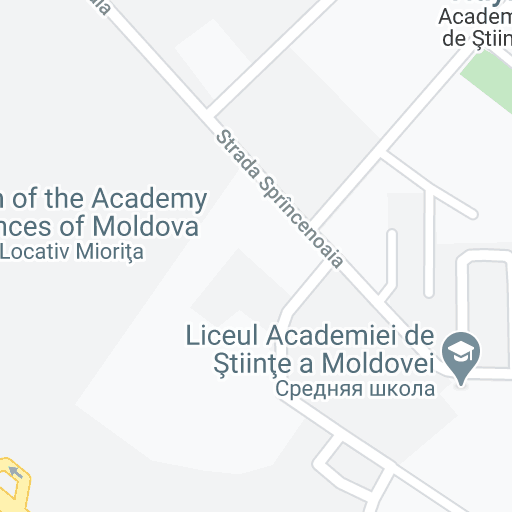 Academ
de Ştiin
Strada Sprîncenoaia
n of the Academy
nces of Moldova
Locativ Mioriţa
Liceul Academiei de
Ştiinţe a Moldovei
Средняя школа